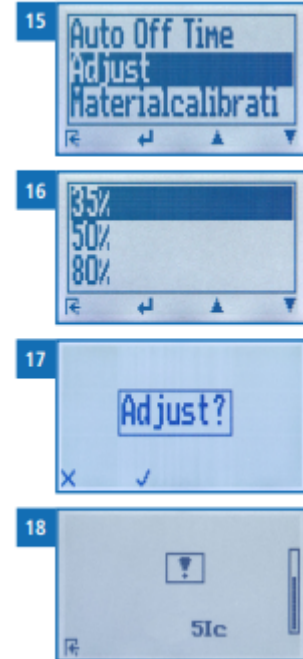 15
Auto Off Time
Adjust
Materialcalibrati
16
35%
50%
80%
17
Adjust?
18
5Ic